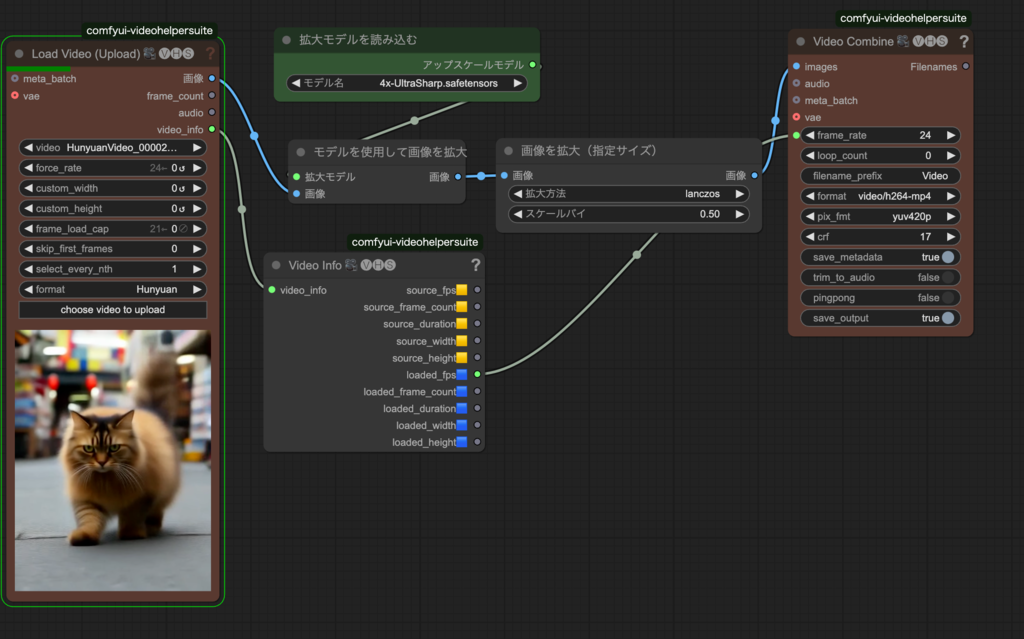 comfyui-videohelpersuite
Load Video (Upload) VHS ?
meta_batch 画像
vae frame_count
audio
video_info
video HunyuanVideo_00002...
force_rate 24← 0↺
custom_width 0↺
custom_height 0↺
frame_load_cap 21← 0⊘
skip_first_frames 0
select_every_nth 1
format Hunyuan
choose video to upload
拡大モデルを読み込む
アップスケールモデル
モデル名 4x-UltraSharp.safetensors
モデルを使用して画像を拡大
拡大モデル 画像
画像
画像を拡大（指定サイズ）
画像 画像
拡大方法 lanczos
スケールバイ 0.50
comfyui-videohelpersuite
Video Info VHS ?
video_info source_fps
source_frame_count
source_duration
source_width
source_height
loaded_fps
loaded_frame_count
loaded_duration
loaded_width
loaded_height
comfyui-videohelpersuite
Video Combine VHS ?
images Filenames
audio
meta_batch
vae
frame_rate 24
loop_count 0
filename_prefix Video
format video/h264-mp4
pix_fmt yuv420p
crf 17
save_metadata true
trim_to_audio false
pingpong false
save_output true